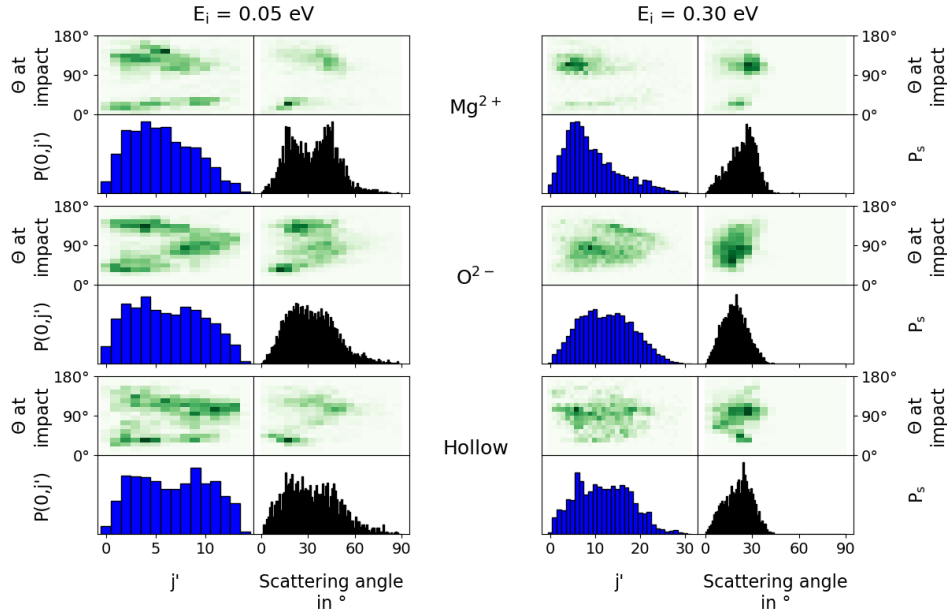 E_i = 0.05 eV
E_i = 0.30 eV
180°
90°
0°
Θ at impact
P(0,j')
Mg²⁺
180°
90°
0°
Θ at impact
P_s
180°
90°
0°
Θ at impact
P(0,j')
O²⁻
180°
90°
0°
Θ at impact
P_s
180°
90°
0°
Θ at impact
P(0,j')
Hollow
180°
90°
0°
Θ at impact
P_s
0 5 10 0 30 60 90
0 10 20 30 0 30 60 90
j'
Scattering angle
in °
j'
Scattering angle
in °